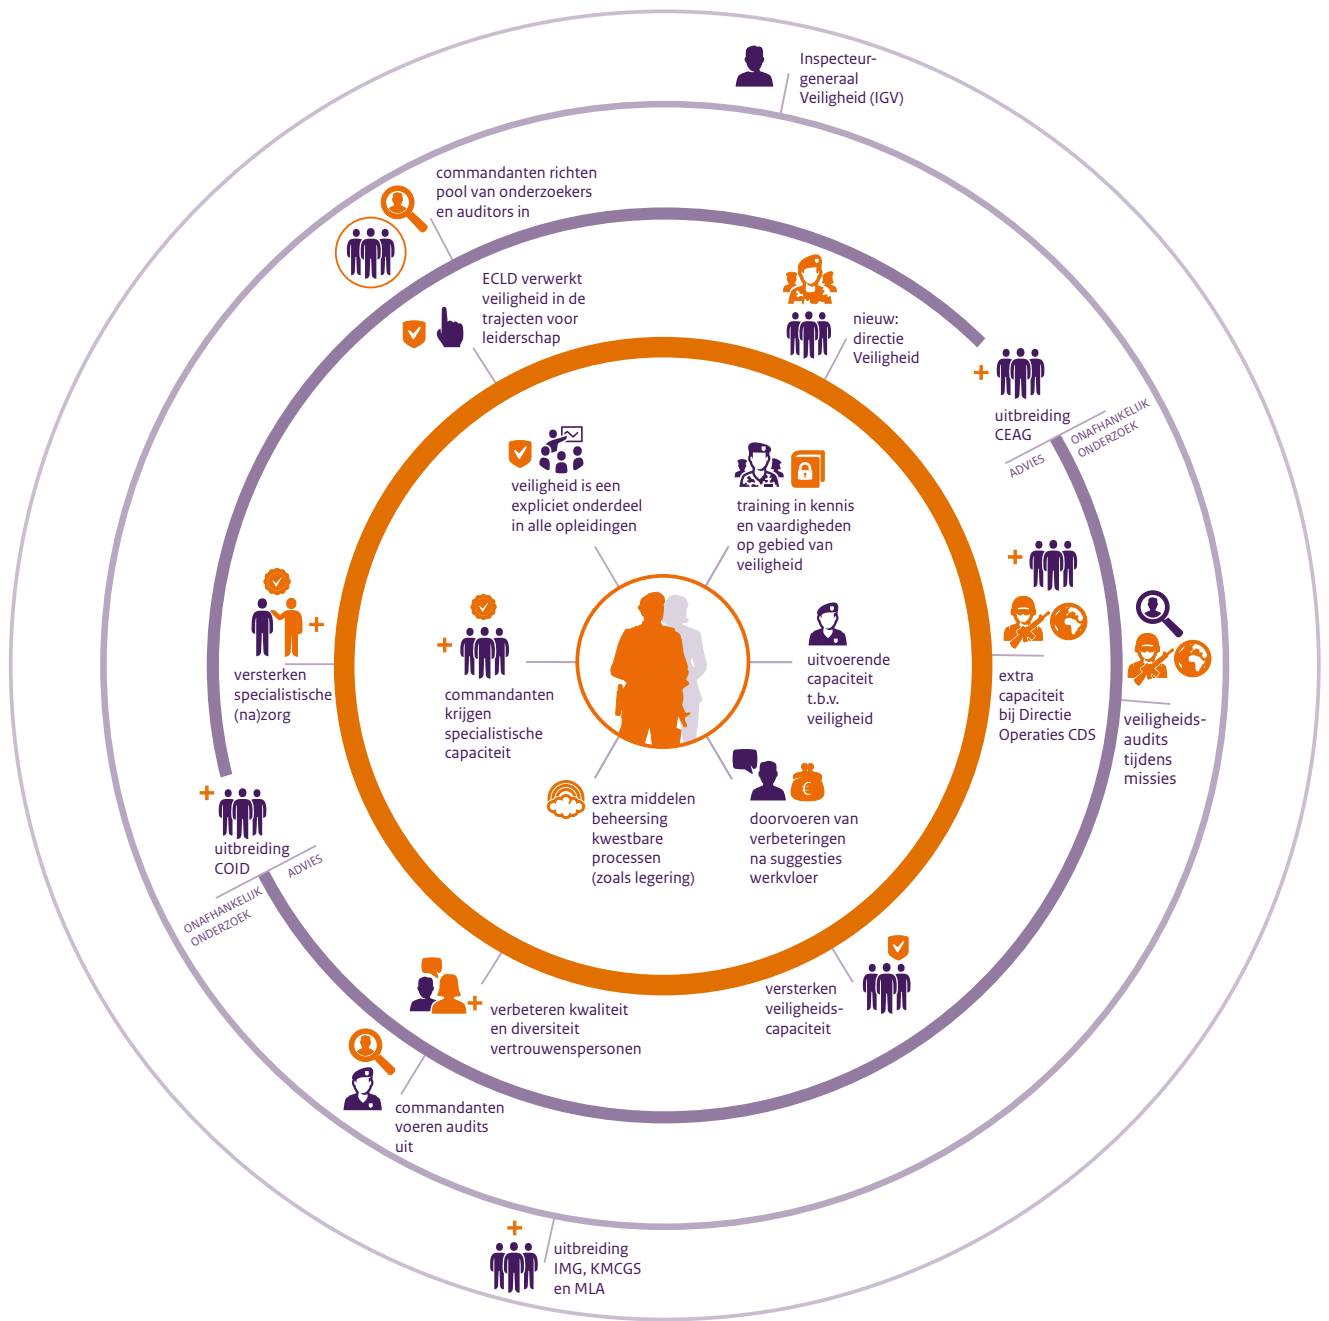 Inspecteur-
generaal
Veiligheid (IGV)
commandanten richten
pool van onderzoekers
en auditors in
ECLD verwerkt
veiligheid in de
trajecten voor
leiderschap
nieuw:
directie
Veiligheid
uitbreiding
CEAG
ADVIES
ONAFHANKELIJK
ONDERZOEK
veiligheid is een
expliciet onderdeel
in alle opleidingen
training in kennis
en vaardigheden
op gebied van
veiligheid
versterken
specialistische
(na)zorg
commandanten
krijgen
specialistische
capaciteit
uitvoerende
capaciteit
t.b.v.
veiligheid
extra
capaciteit
bij Directie
Operaties CDS
veiligheids-
audits
tijdens
missies
extra middelen
beheersing
kwestbare
processen
(zoals legering)
doorvoeren van
verbeteringen
na suggesties
werkvloer
uitbreiding
COID
ADVIES
ONAFHANKELIJK
ONDERZOEK
verbeteren kwaliteit
en diversiteit
vertrouwenspersonen
versterken
veiligheids-
capaciteit
commandanten
voeren audits
uit
uitbreiding
IMG, KMCGS
en MLA